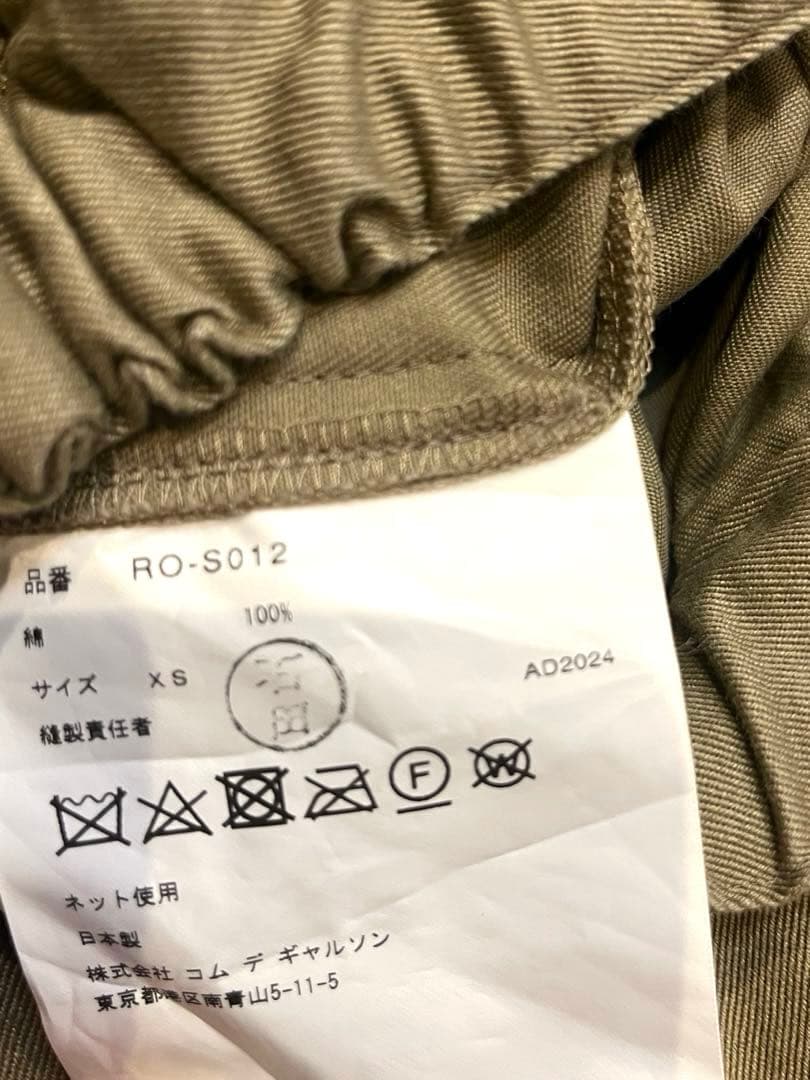 品番 RO-S012
綿 100%
サイズ XS
AD2024
縫製責任者
F W
ネット使用
日本製
株式会社 コム デ ギャルソン
東京都港区南青山5-11-5